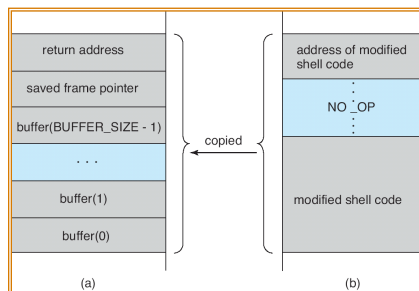 return address
saved frame pointer
buffer(BUFFER_SIZE - 1)
. . .
buffer(1)
buffer(0)
(a)
copied
address of modified
shell code
NO_OP
modified shell code
(b)